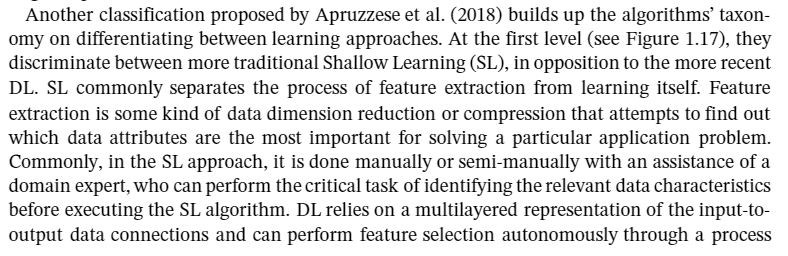 Another classification proposed by Apruzzese et al. (2018) builds up the algorithms’ taxon-
omy on differentiating between learning approaches. At the first level (see Figure 1.17), they
discriminate between more traditional Shallow Learning (SL), in opposition to the more recent
DL. SL commonly separates the process of feature extraction from learning itself. Feature
extraction is some kind of data dimension reduction or compression that attempts to find out
which data attributes are the most important for solving a particular application problem.
Commonly, in the SL approach, it is done manually or semi-manually with an assistance of a
domain expert, who can perform the critical task of identifying the relevant data characteristics
before executing the SL algorithm. DL relies on a multilayered representation of the input-to-
output data connections and can perform feature selection autonomously through a process